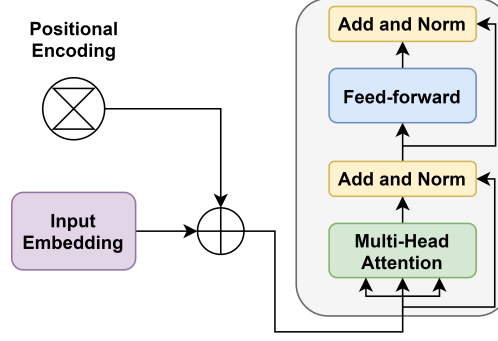 Positional
Encoding
Input
Embedding
Add and Norm
Feed-forward
Add and Norm
Multi-Head
Attention